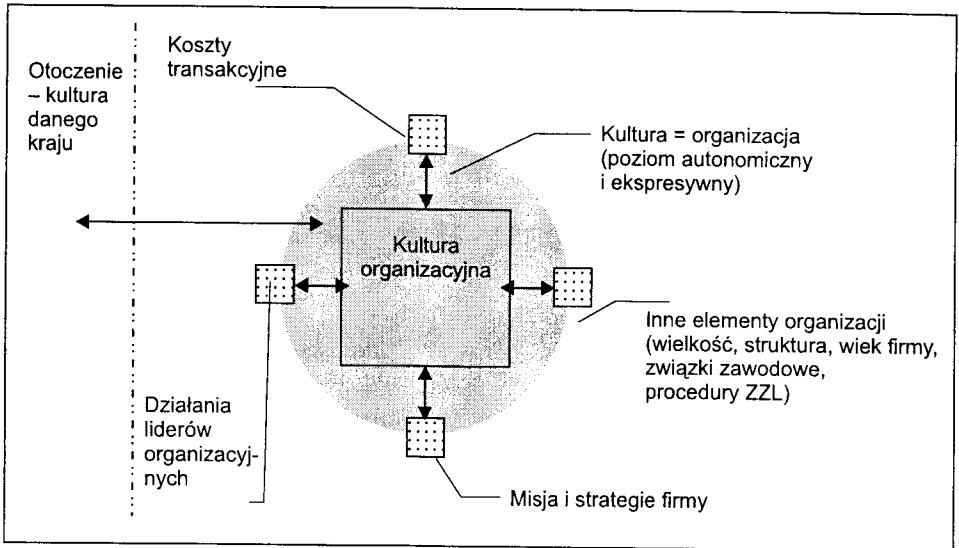 Otoczenie
– kultura
danego
kraju
Koszty
transakcyjne
Kultura = organizacja
(poziom autonomiczny
i ekspresywny)
Kultura
organizacyjna
Inne elementy organizacji
(wielkość, struktura, wiek firmy,
związki zawodowe,
procedury ZZL)
Działania
liderów
organizacyj-
nych
Misja i strategie firmy